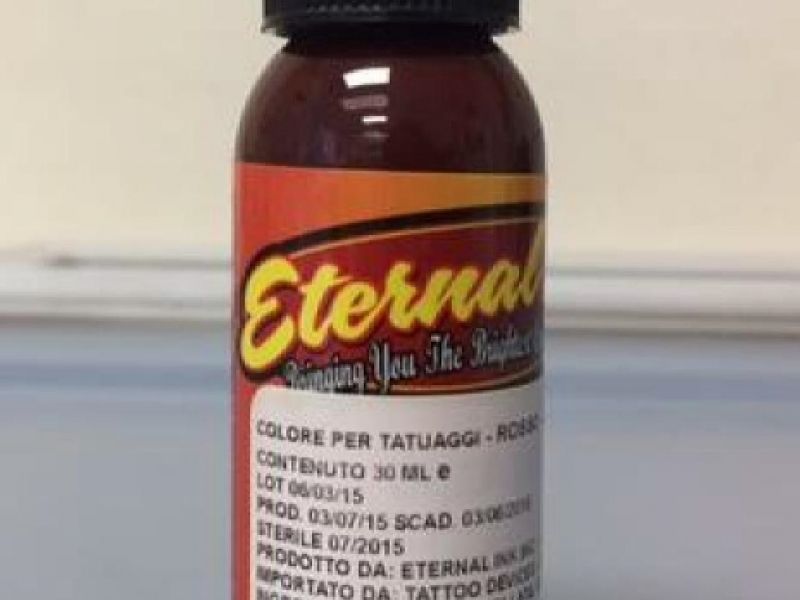 Eternal
Bringing You The Brightest
COLORE PER TATUAGGI - ROSSO
CONTENUTO 30 ML e
LOT 06/03/15
PROD. 03/07/15 SCAD. 03/06/2018
STERILE 07/2015
PRODOTTO DA: ETERNAL INK INC
IMPORTATO DA: TATTOO DEVICES